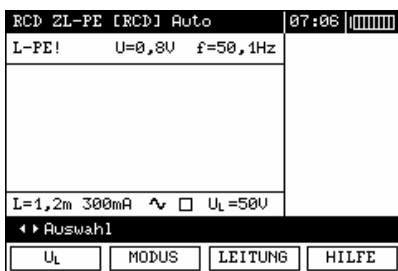 RCD ZL-PE [RCD] Auto 07:06
L-PE! U=0,8V f=50,1Hz
L=1,2m 300mA ∿ □ UL=50V
◂▸Auswahl
UL MODUS LEITUNG HILFE